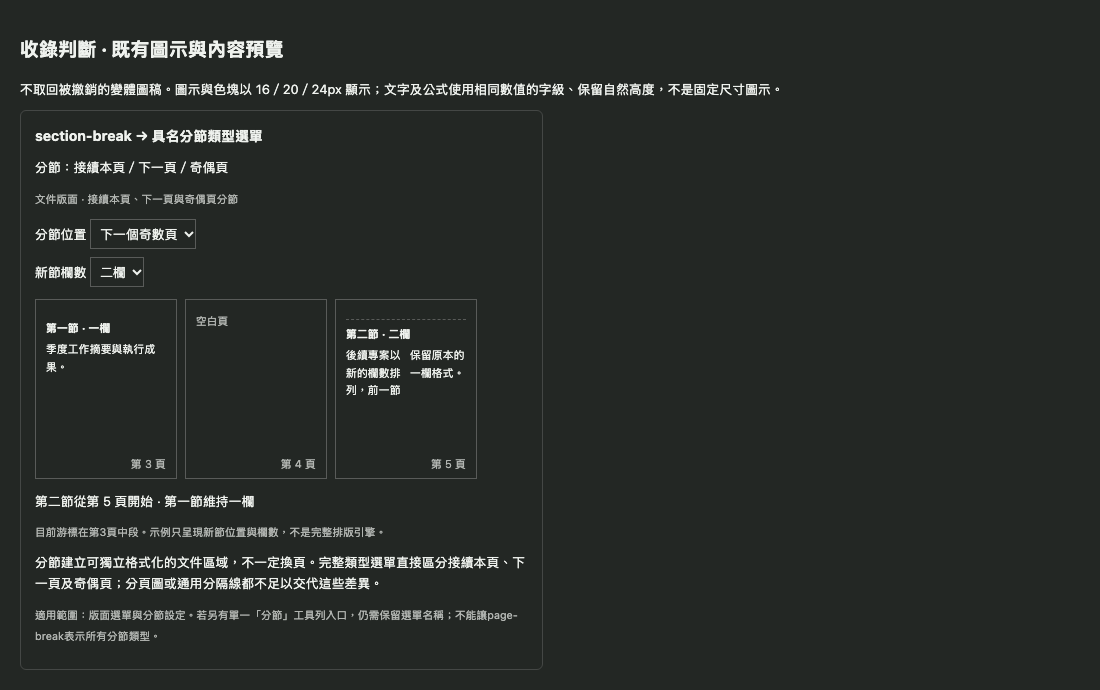 收錄判斷 · 既有圖示與內容預覽
不取回被撤銷的變體圖稿。圖示與色塊以 16 / 20 / 24px 顯示；文字及公式使用相同數值的字級、保留自然高度，不是固定尺寸圖示。
section-break → 具名分節類型選單
分節：接續本頁 / 下一頁 / 奇偶頁
文件版面 · 接續本頁、下一頁與奇偶頁分節
分節位置 下一個奇數頁
新節欄數 二欄
第一節 · 一欄
季度工作摘要與執行成
果。
第 3 頁
空白頁
第 4 頁
第二節 · 二欄
後續專案以
新的欄數排
列，前一節
保留原本的
一欄格式。
第 5 頁
第二節從第 5 頁開始 · 第一節維持一欄
目前游標在第3頁中段。示例只呈現新節位置與欄數，不是完整排版引擎。
分節建立可獨立格式化的文件區域，不一定換頁。完整類型選單直接區分接續本頁、下
一頁及奇偶頁；分頁圖或通用分隔線都不足以交代這些差異。
適用範圍：版面選單與分節設定。若另有單一「分節」工具列入口，仍需保留選單名稱；不能讓page-
break表示所有分節類型。